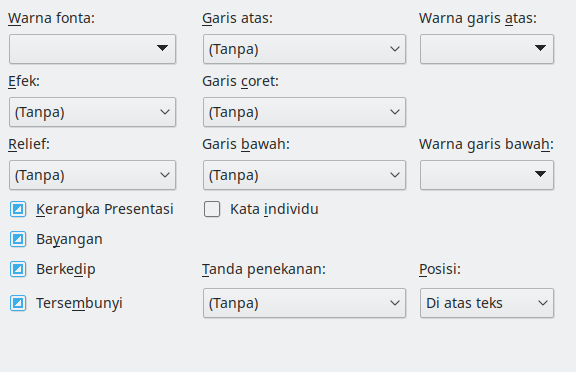 Warna fonta: Garis atas: Warna garis atas:
(Tanpa)
Efek: Garis coret:
(Tanpa) (Tanpa)
Relief: Garis bawah: Warna garis bawah:
(Tanpa) (Tanpa)
Kerangka Presentasi Kata individu
Bayangan
Berkedip Tanda penekanan: Posisi:
Tersembunyi (Tanpa) Di atas teks